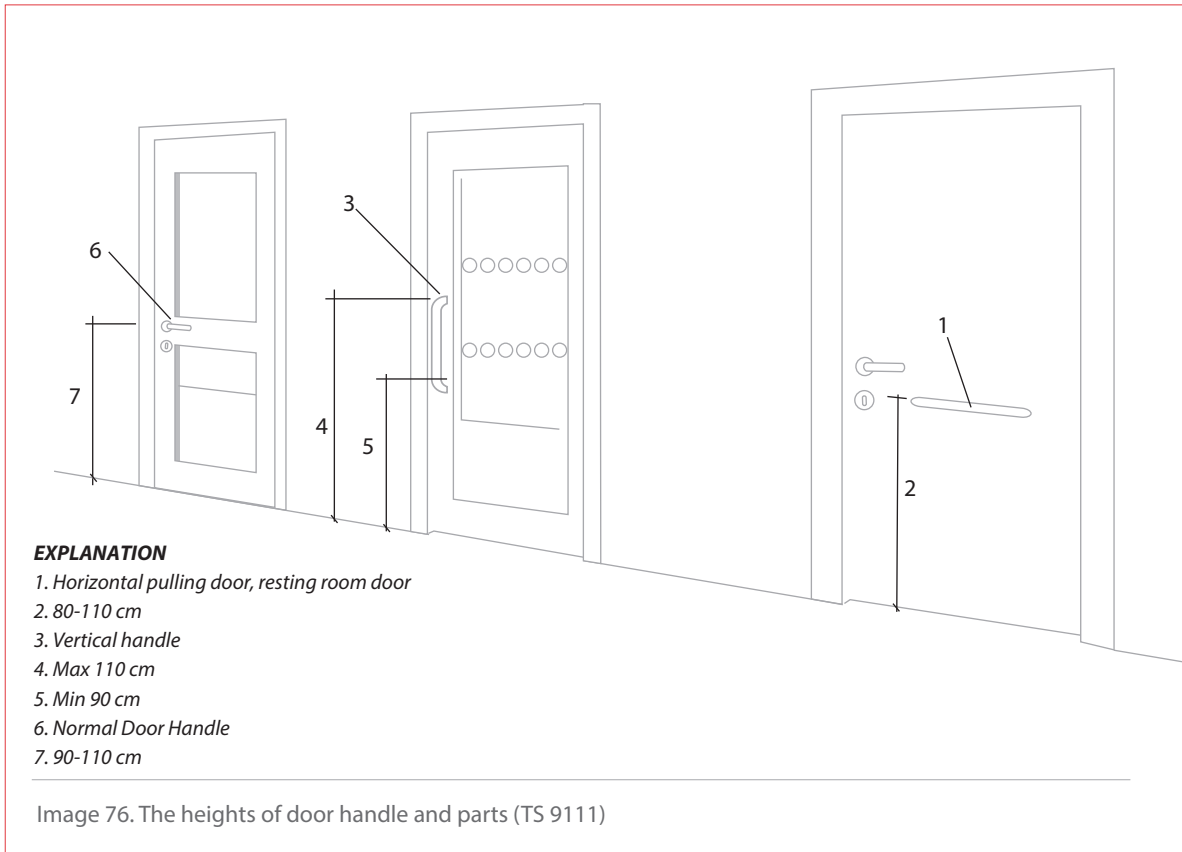 3
6
1
7
4
5
2
EXPLANATION
1. Horizontal pulling door, resting room door
2. 80-110 cm
3. Vertical handle
4. Max 110 cm
5. Min 90 cm
6. Normal Door Handle
7. 90-110 cm
Image 76. The heights of door handle and parts (TS 9111)